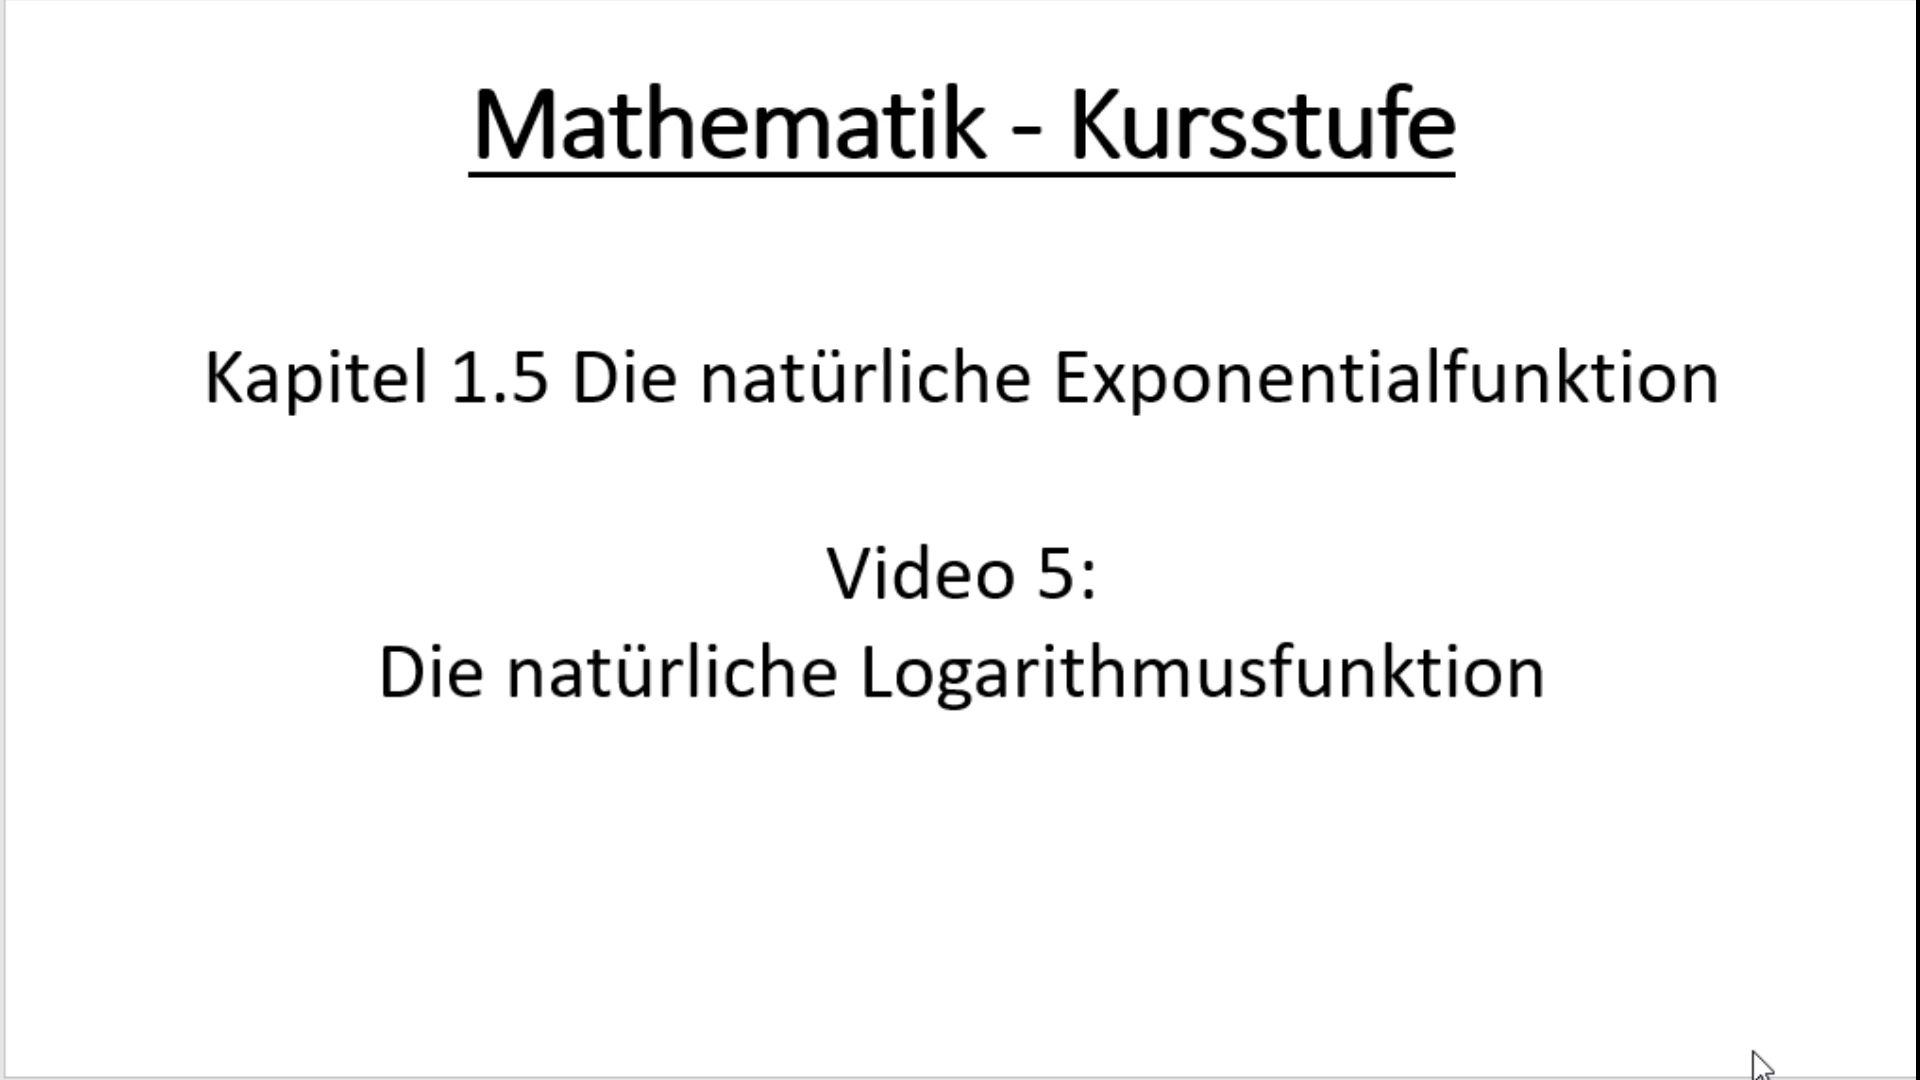 Mathematik - Kursstufe
Kapitel 1.5 Die natürliche Exponentialfunktion
Video 5:
Die natürliche Logarithmusfunktion